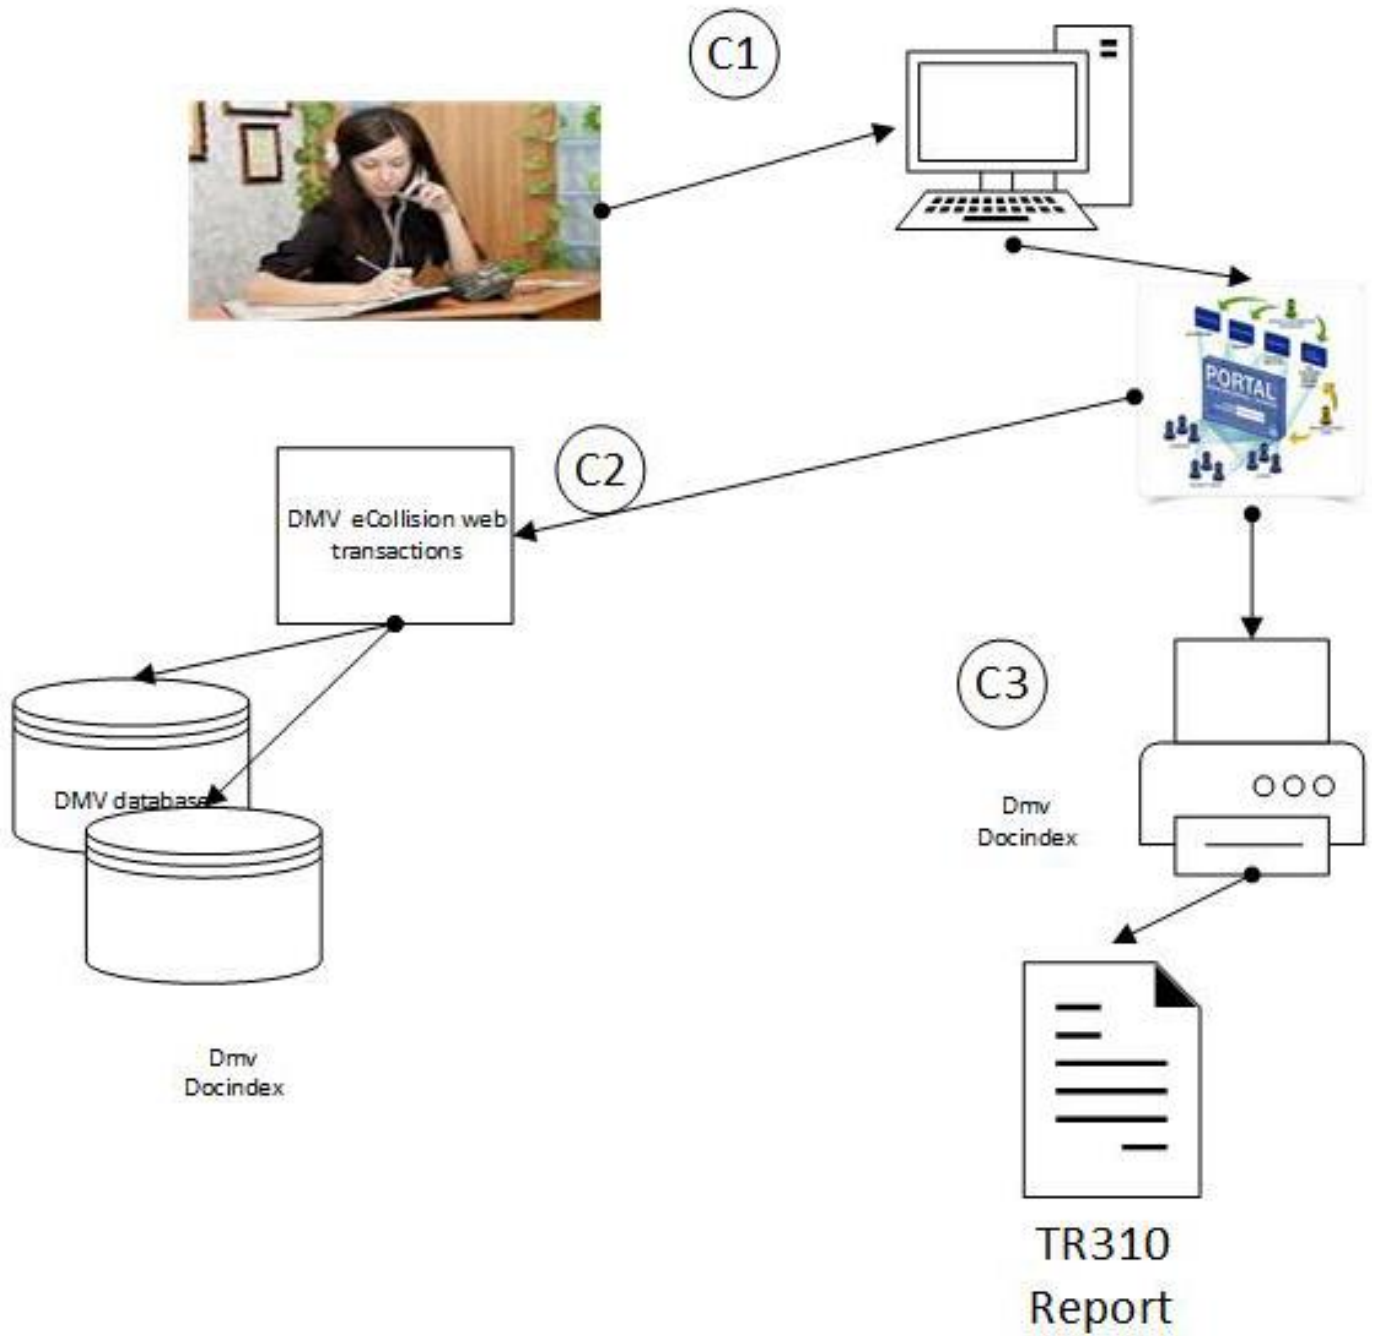 C1
PORTAL
C2
DMV eCollision web
transactions
C3
DMV database
Dmv
Docindex
Dmv
Docindex
TR310
Report